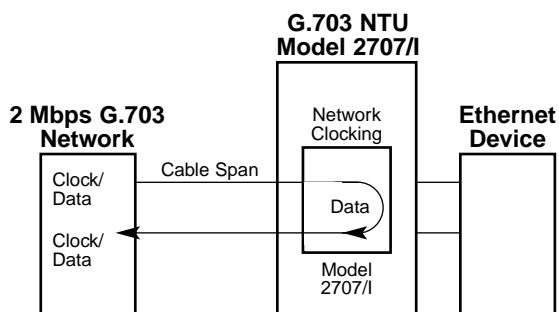 G.703 NTU
Model 2707/I
2 Mbps G.703
Network
Network
Clocking
Ethernet
Device
Cable Span
Clock/
Data
Data
Clock/
Data
Model
2707/I